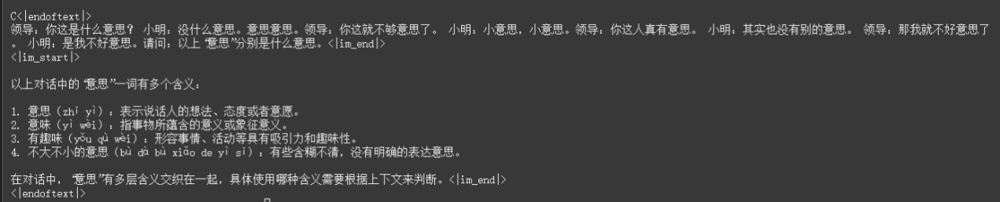 C<|endoftext|>
领导：你这是什么意思？ 小明：没什么意思。意思意思。领导：你这就不够意思了。 小明：小意思，小意思。领导：你这人真有意思。 小明：其实也没有别的意思。 领导：那我就不好意思了
。 小明：是我不好意思。请问：以上“意思”分别是什么意思。<|im_end|>
<|im_start|>
以上对话中的“意思”一词有多个含义：
1. 意思（zhī yì）：表示说话人的想法、态度或者意愿。
2. 意味（yì wèi）：指事物所蕴含的意义或象征意义。
3. 有趣味（yǒu qù wèi）：形容事情、活动等具有吸引力和趣味性。
4. 不大不小的意思（bù dà bù xiǎo de yì sī）：有些含糊不清，没有明确的表达意思。
在对话中，“意思”有多层含义交织在一起，具体使用哪种含义需要根据上下文来判断。<|im_end|>
<|endoftext|>